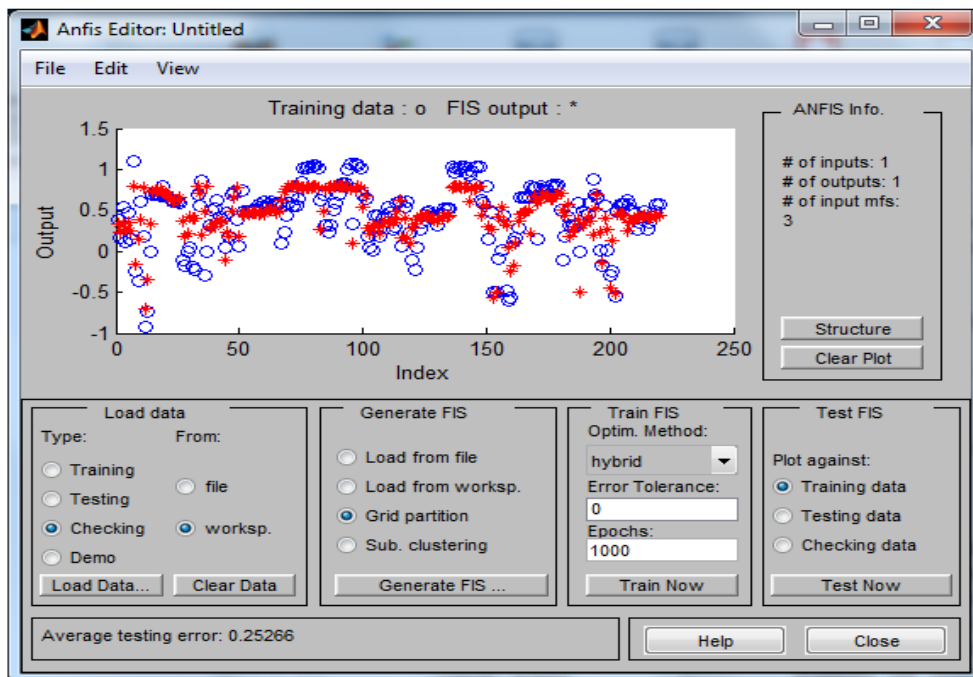 Anfis Editor: Untitled
File Edit View
Training data : o FIS output : *
1.5
1
0.5
0
-0.5
-1
Output
0 50 100 150 200 250
Index
ANFIS Info.
# of inputs: 1
# of outputs: 1
# of input mfs:
3
Structure
Clear Plot
Load data
Type: From:
Training
Testing
Checking
Demo
file
worksp.
Load Data... Clear Data
Generate FIS
Load from file
Load from worksp.
Grid partition
Sub. clustering
Generate FIS ...
Train FIS
Optim. Method:
hybrid
Error Tolerance:
0
Epochs:
1000
Train Now
Test FIS
Plot against:
Training data
Testing data
Checking data
Test Now
Average testing error: 0.25266
Help Close